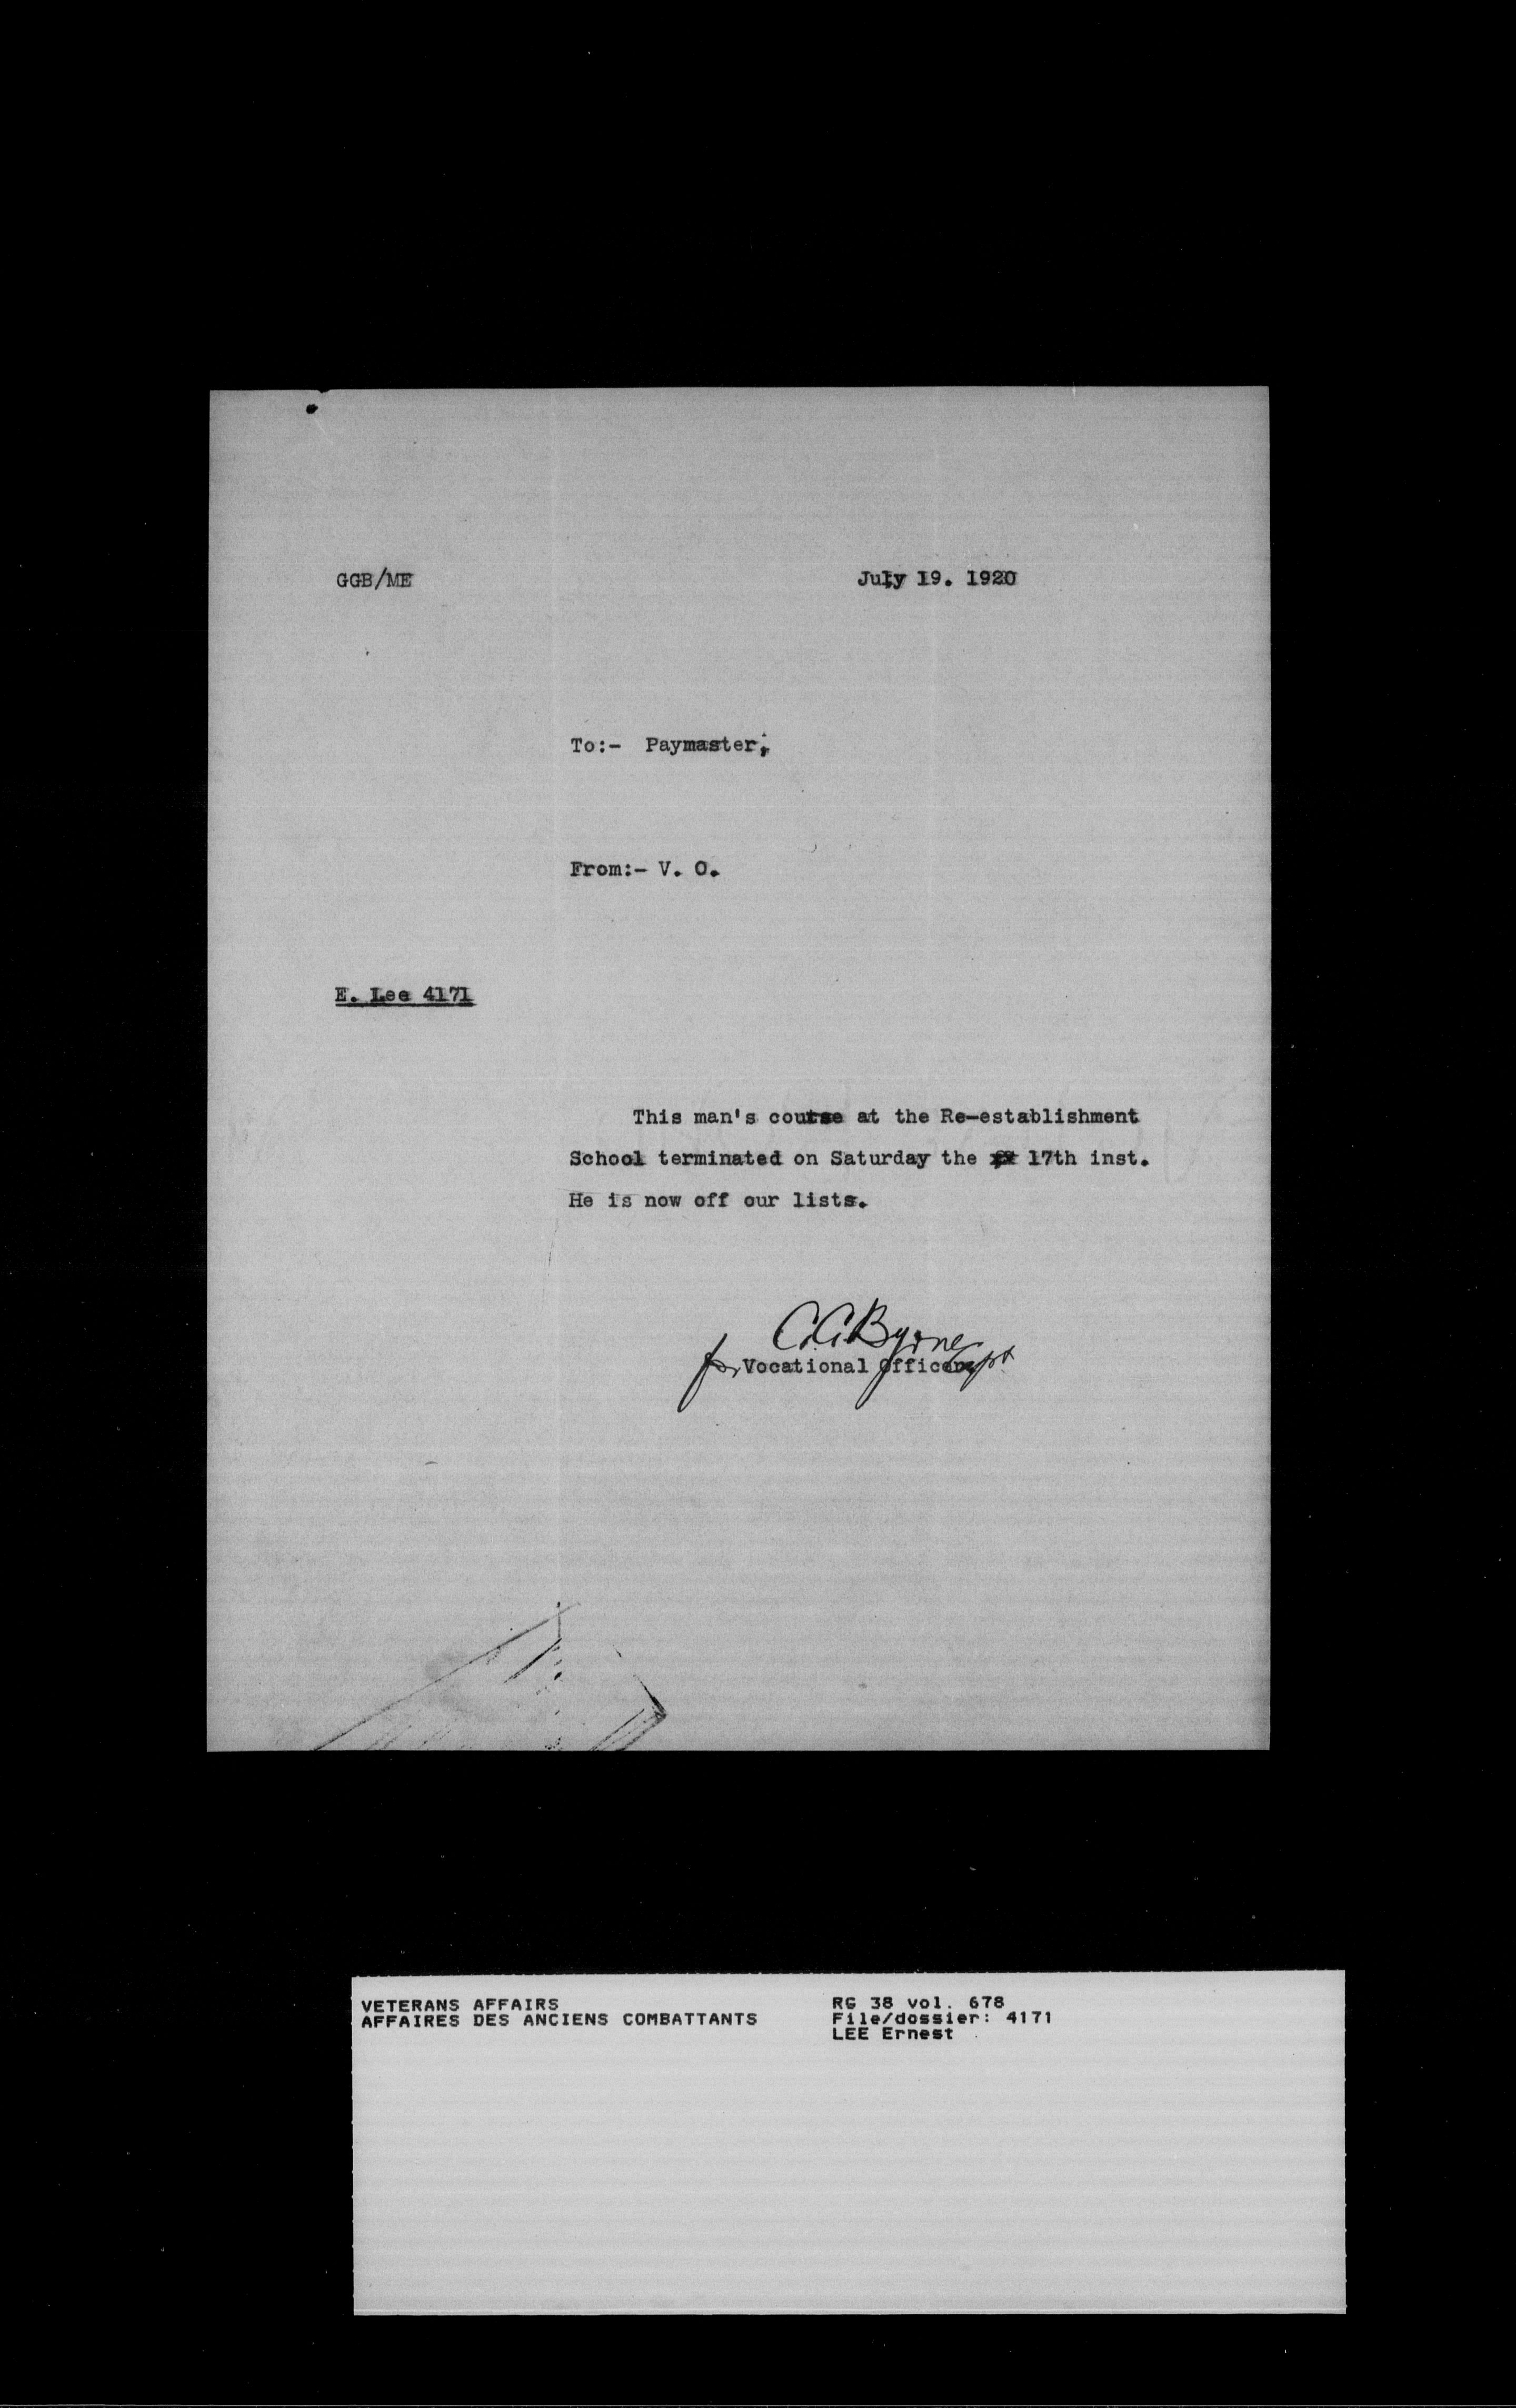 GGB/ME July 19. 1920
To:- Paymaster,
From:- V. O.
E. Lee 4171
This man's course at the Re-establishment
School terminated on Saturday the 17th inst.
He is now off our lists.
Byrne
for Vocational Officer. Capt
VETERANS AFFAIRS RG 38 vol. 678
AFFAIRES DES ANCIENS COMBATTANTS File/dossier: 4171
LEE Ernest